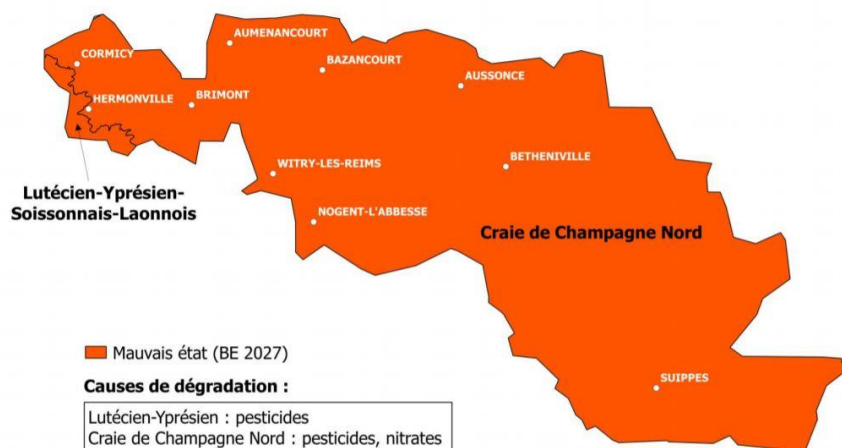 AUMENANCOURT
CORMICY
BAZANCOURT
AUSSONCE
HERMONVILLE
BRIMONT
BETHENIVILLE
WITRY-LES-REIMS
Lutécien-Yprésien-
Soissonnais-Laonnois
NOGENT-L'ABBESSE
Craie de Champagne Nord
Mauvais état (BE 2027)
Causes de dégradation :
SUIPPES
Lutécien-Yprésien : pesticides
Craie de Champagne Nord : pesticides, nitrates